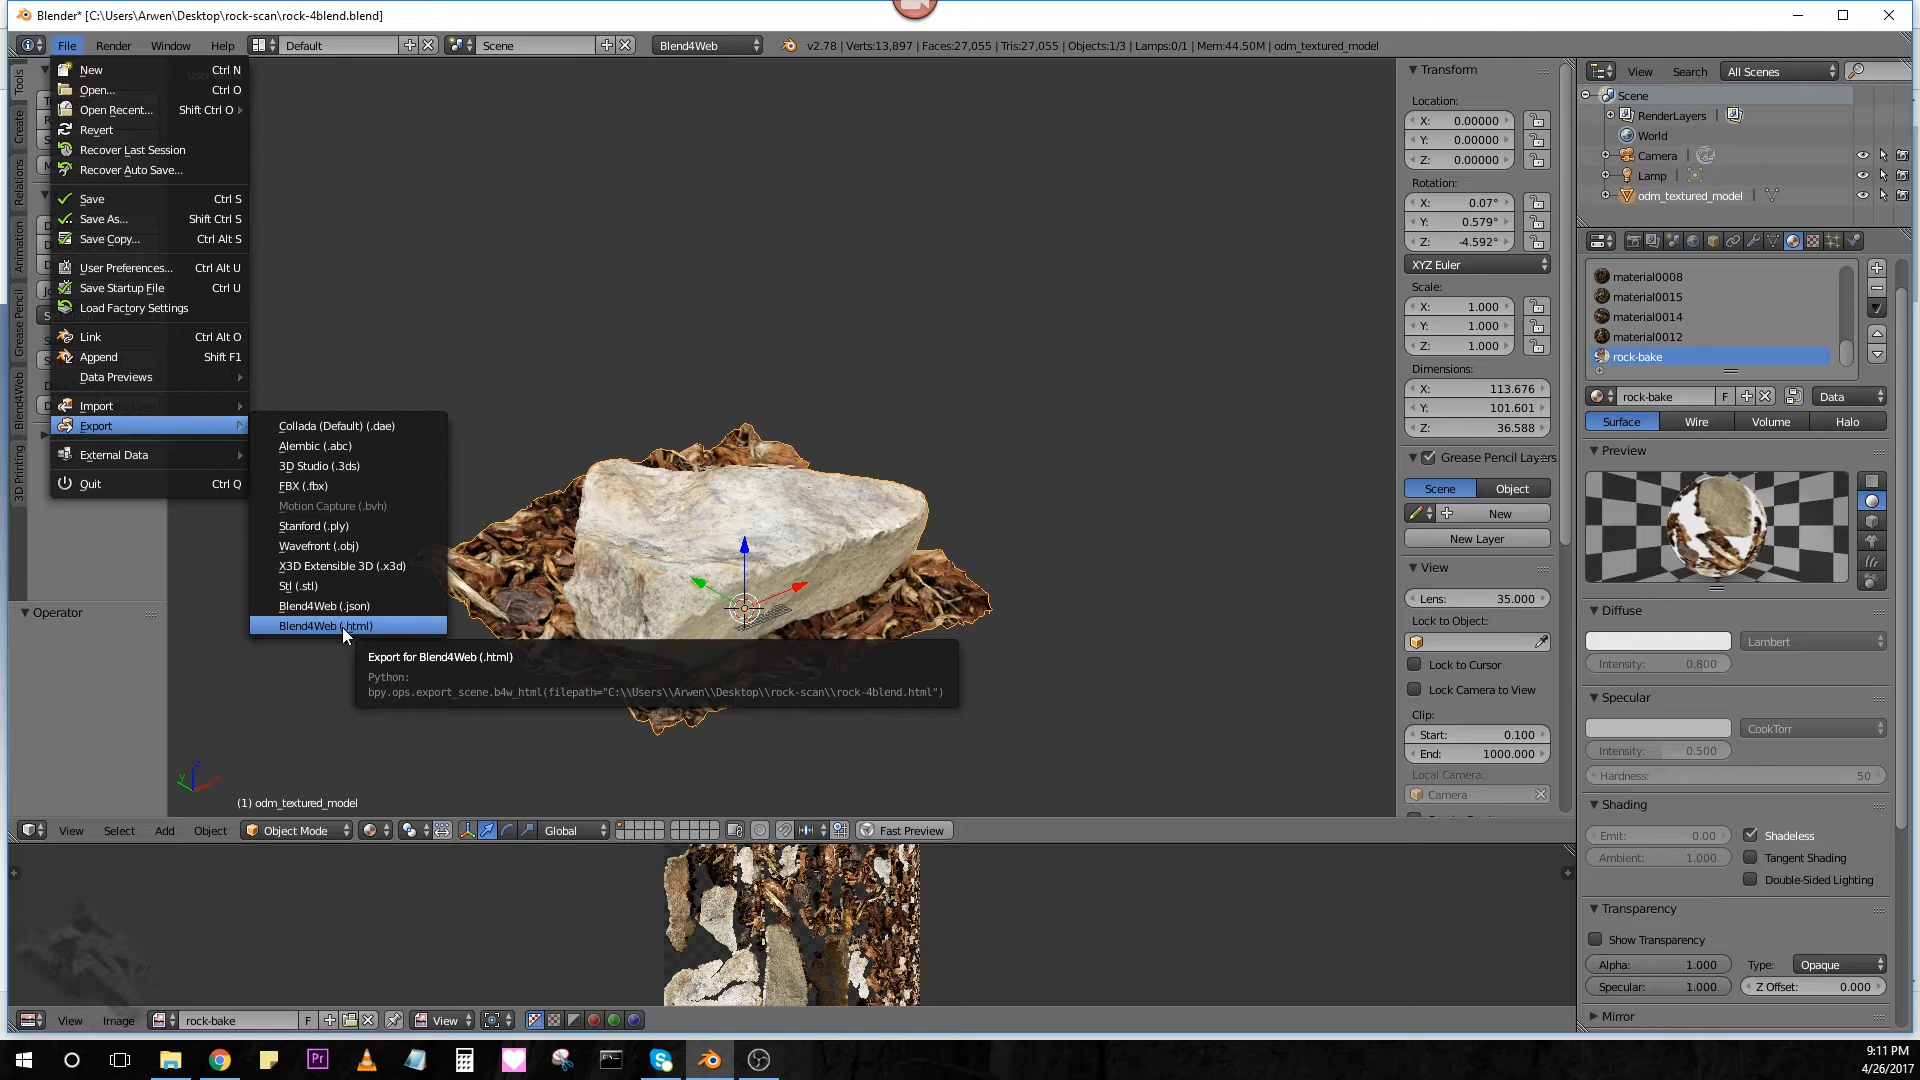 Blender* [C:\Users\Arwen\Desktop\rock-scan\rock-4blend.blend]
File Render Window Help Default Scene Blend4Web v2.78 | Verts:13,897 | Faces:27,055 | Tris:27,055 | Objects:1/3 | Lamps:0/1 | Mem:44.50M | odm_textured_model
New Ctrl N
Open... Ctrl O
Open Recent... Shift Ctrl O
Revert
Recover Last Session
Recover Auto Save...
Save Ctrl S
Save As... Shift Ctrl S
Save Copy... Ctrl Alt S
User Preferences... Ctrl Alt U
Save Startup File Ctrl U
Load Factory Settings
Link Ctrl Alt O
Append Shift F1
Data Previews
Import
Export
External Data
Quit Ctrl Q
Tools
Create
Relations
Animation
Grease Pencil
Blend4Web
3D Printing
Collada (Default) (.dae)
Alembic (.abc)
3D Studio (.3ds)
FBX (.fbx)
Motion Capture (.bvh)
Stanford (.ply)
Wavefront (.obj)
X3D Extensible 3D (.x3d)
Stl (.stl)
Blend4Web (.json)
Blend4Web (.html)
Export for Blend4Web (.html)
Python:
bpy.ops.export_scene.b4w_html(filepath="C:\\Users\\Arwen\\Desktop\\rock-scan\\rock-4blend.html")
Operator
z
y
x
(1) odm_textured_model
View Select Add Object Object Mode Global Fast Preview
View Image rock-bake F View
Transform
Location:
X: 0.00000
Y: 0.00000
Z: 0.00000
Rotation:
X: 0.07°
Y: 0.579°
Z: -4.592°
XYZ Euler
Scale:
X: 1.000
Y: 1.000
Z: 1.000
Dimensions:
X: 113.676
Y: 101.601
Z: 36.588
Grease Pencil Layers
Scene Object
New
New Layer
View
Lens: 35.000
Lock to Object:
Lock to Cursor
Lock Camera to View
Clip:
Start: 0.100
End: 1000.000
Local Camera:
Camera
View Search All Scenes
Scene
RenderLayers |
World
Camera |
Lamp |
odm_textured_model |
material0008
material0015
material0014
material0012
rock-bake
rock-bake F Data
Surface Wire Volume Halo
Preview
Diffuse
Lambert
Intensity: 0.800
Specular
CookTorr
Intensity: 0.500
Hardness: 50
Shading
Emit: 0.00 Shadeless
Ambient: 1.000 Tangent Shading
Double-Sided Lighting
Transparency
Show Transparency
Alpha: 1.000 Type: Opaque
Specular: 1.000 Z Offset: 0.000
Mirror
Pr
9:11 PM
4/26/2017